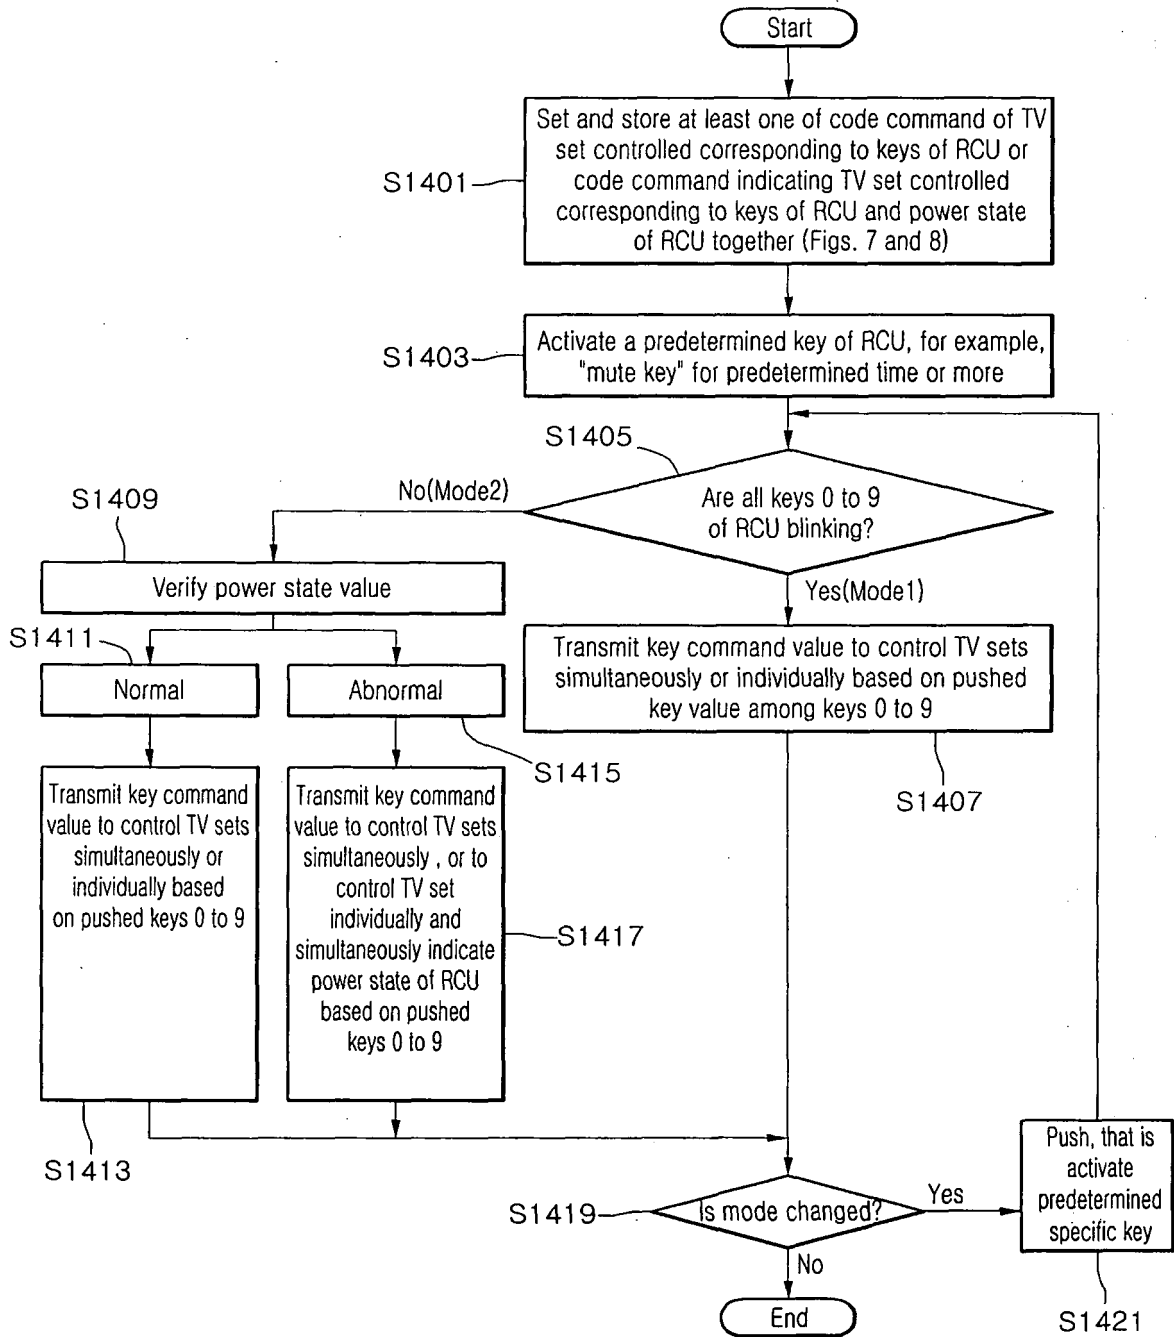 Start
Set and store at least one of code command of TV
set controlled corresponding to keys of RCU or
code command indicating TV set controlled
corresponding to keys of RCU and power state
of RCU together (Figs. 7 and 8)
S1401
Activate a predetermined key of RCU, for example,
"mute key" for predetermined time or more
S1403
S1405
Are all keys 0 to 9
of RCU blinking?
No(Mode2)
Yes(Mode1)
S1409
Verify power state value
S1411
Normal
Abnormal
S1415
Transmit key command value to control TV sets
simultaneously or individually based on pushed
key value among keys 0 to 9
S1407
Transmit key command
value to control TV sets
simultaneously or
individually based
on pushed keys 0 to 9
S1413
Transmit key command
value to control TV sets
simultaneously , or to
control TV set
individually and
simultaneously indicate
power state of RCU
based on pushed
keys 0 to 9
S1417
S1419
Is mode changed?
Yes
No
Push, that is
activate
predetermined
specific key
S1421
End